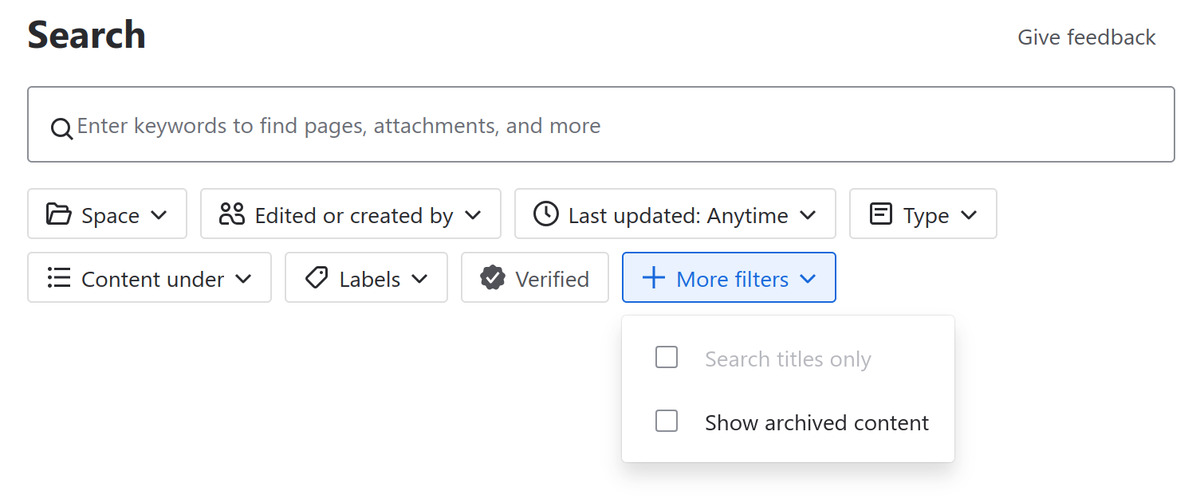 Search
Give feedback
Enter keywords to find pages, attachments, and more
Space
Edited or created by
Last updated: Anytime
Type
Content under
Labels
Verified
More filters
Search titles only
Show archived content